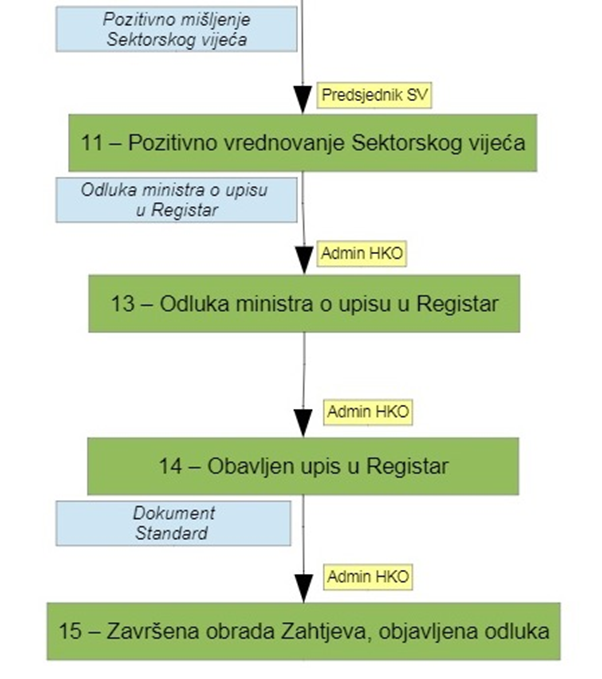 Pozitivno mišljenje
Sektorskog vijeća
Predsjednik SV
11 – Pozitivno vrednovanje Sektorskog vijeća
Odluka ministra o upisu
u Registar
Admin HKO
13 – Odluka ministra o upisu u Registar
Admin HKO
14 – Obavljen upis u Registar
Dokument
Standard
Admin HKO
15 – Završena obrada Zahtjeva, objavljena odluka